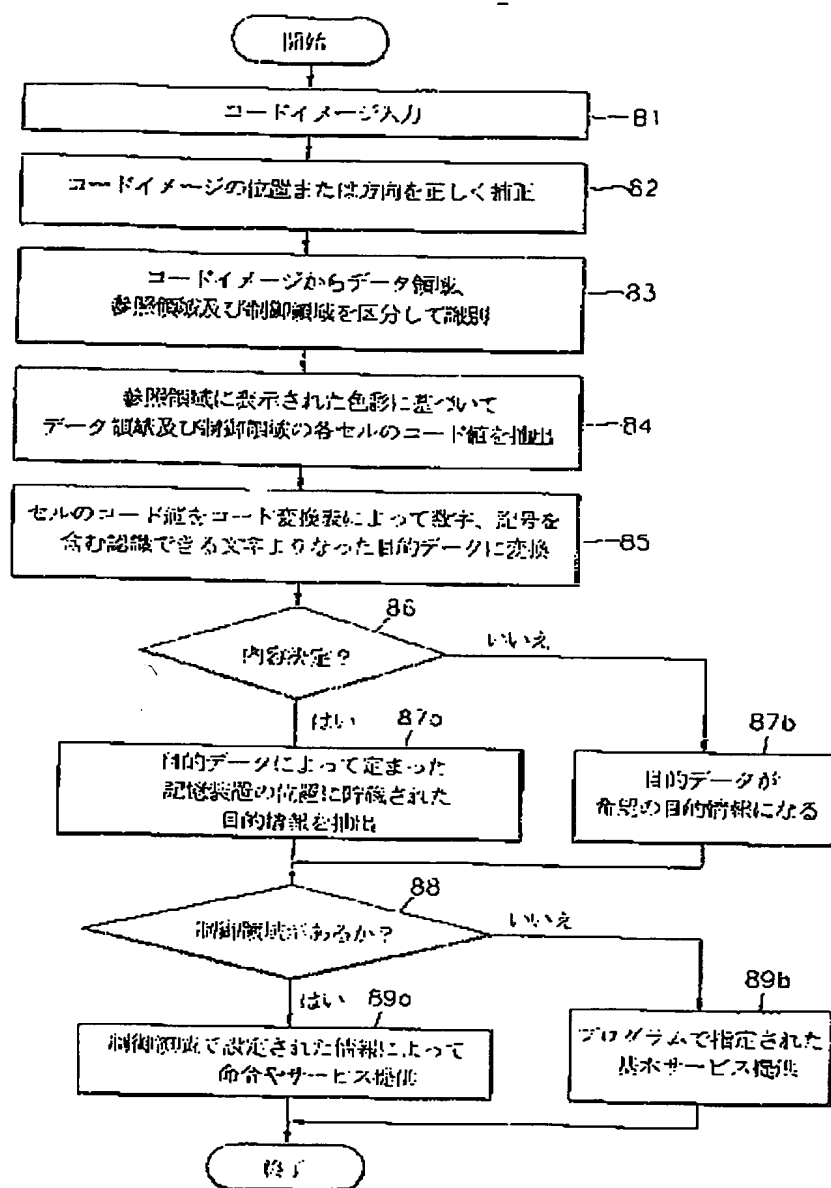 開始
コードイメージ入力
81
コードイメージの位置または方向を正しく補正
82
コードイメージからデータ領域、
参照領域及び制御領域を区分して識別
83
参照領域に表示された色彩に基づいて
データ領域及び制御領域の各セルのコード値を抽出
84
セルのコード値をコード変換表によって数字、記号を
含む認識できる文字よりなった目的データに変換
85
86
内容決定?
いいえ
はい
87a
目的データによって定まった
記憶装置の位置に貯蔵された
目的情報を抽出
87b
目的データが
希望の目的情報になる
88
制御領域があるか?
いいえ
はい
89a
制御領域で設定された情報によって
命令やサービス提供
89b
プログラムで指定された
基本サービス提供
終了